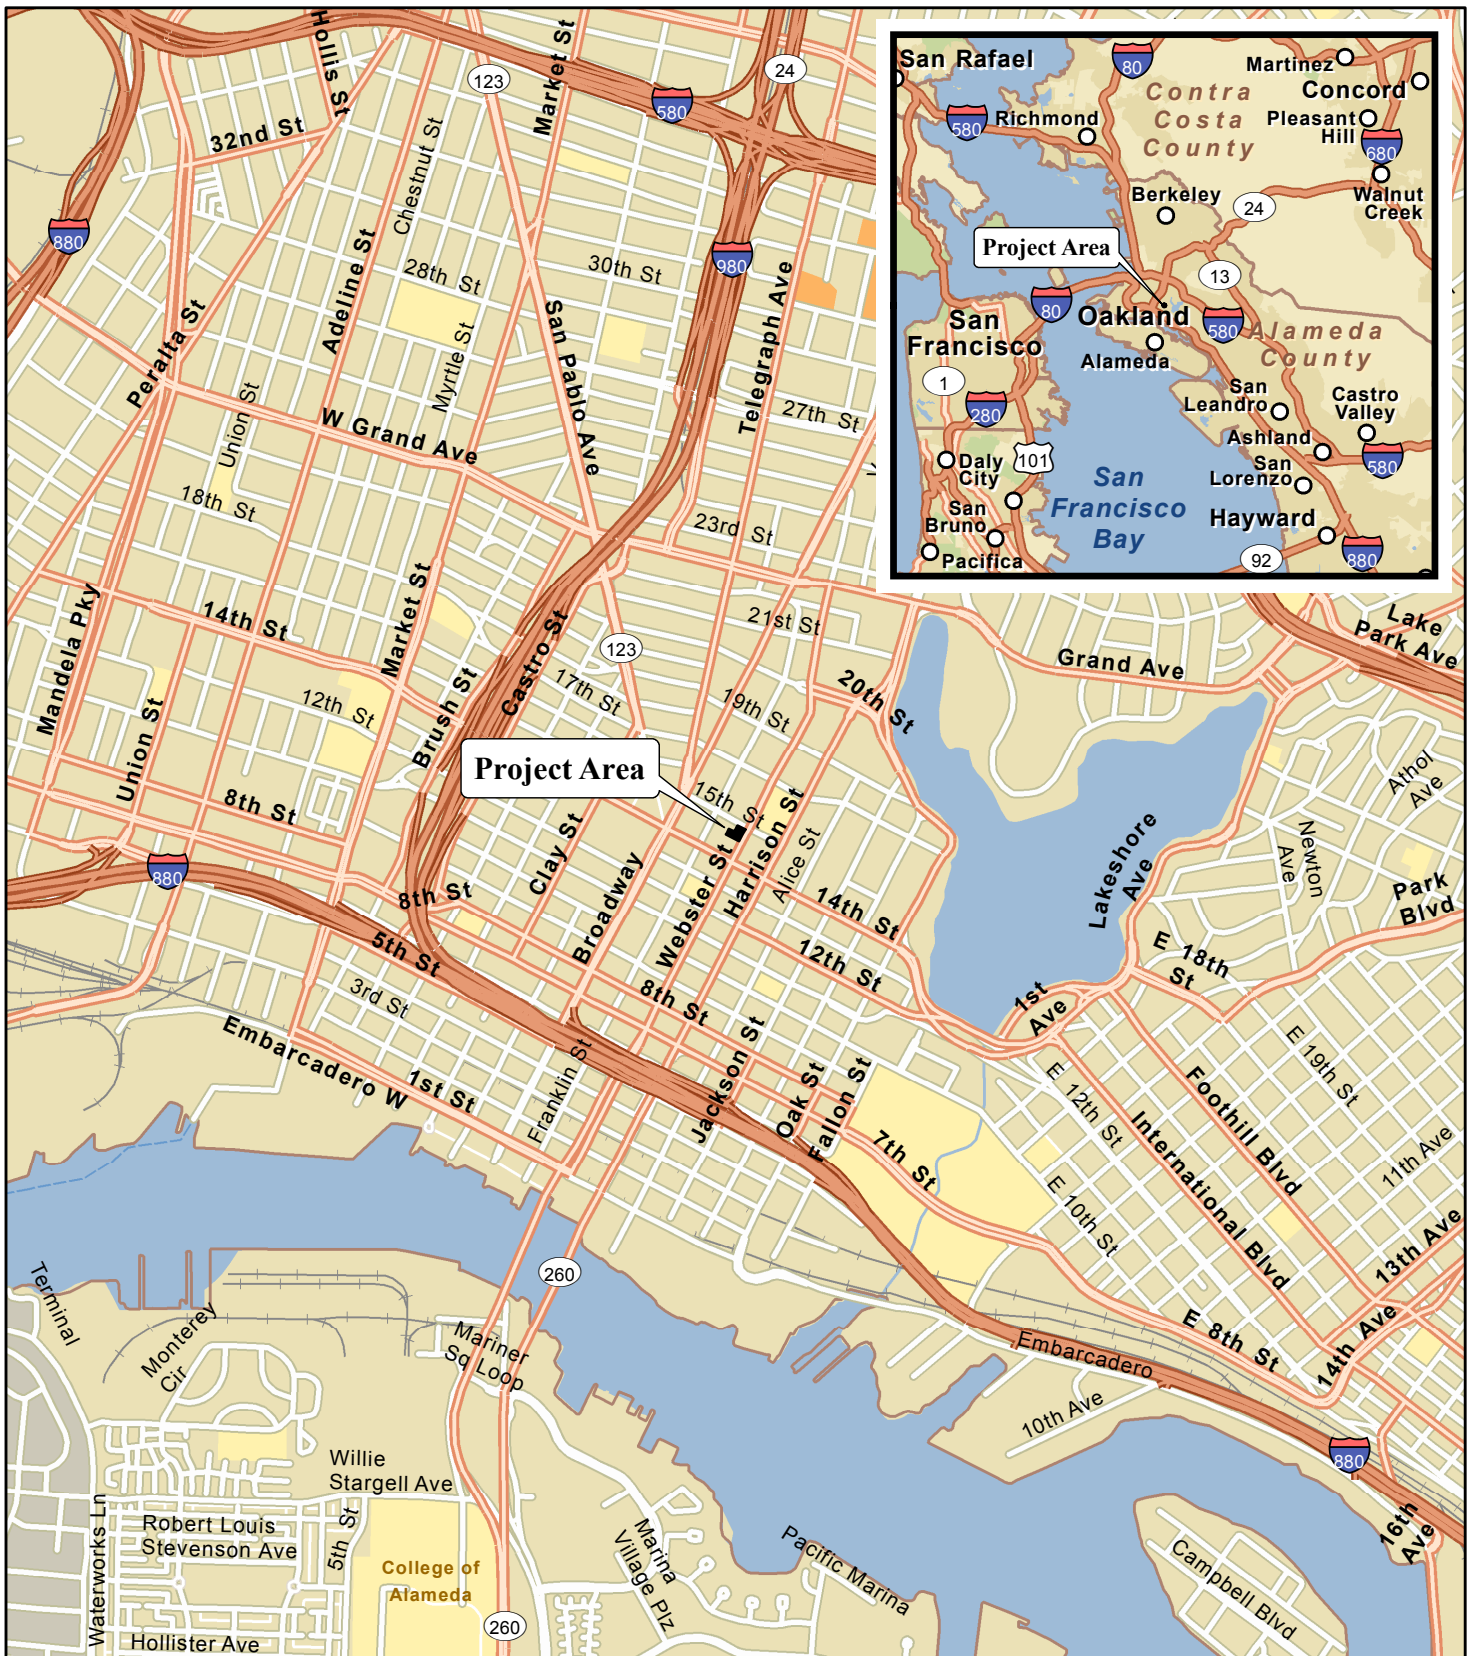 Hollis St
Market St
123
24
580
32nd St
Chestnut St
880
980
28th St
30th St
Adeline St
Peralta St
Myrtle St
San Pablo Ave
Telegraph Ave
Union St
W Grand Ave
27th St
18th St
23rd St
Mandela Pky
14th St
Market St
21st St
123
Castro St
17th St
12th St
Brush St
19th St
20th St
Union St
Project Area
8th St
15th St
Harrison St
Clay St
Webster St
Alice St
Broadway
880
8th St
14th St
5th St
12th St
3rd St
8th St
Embarcadero W
1st St
Franklin St
Jackson St
Oak St
Fallon St
7th St
Grand Ave
Lake
Park Ave
Athol
Ave
Lakeshore
Ave
Newton
Ave
Park
Blvd
E 18th
St
1st
Ave
E 19th St
E 12th St
Foothill Blvd
International Blvd
11th Ave
E 10th St
13th Ave
E 8th St
14th Ave
260
Terminal
Monterey
Cir
Mariner
Sq Loop
Embarcadero
10th Ave
880
Willie
Stargell Ave
Waterworks Ln
Robert Louis
Stevenson Ave
5th St
College of
Alameda
Marina
Village Plz
Pacific Marina
16th
Ave
Campbell Blvd
Hollister Ave
260
San Rafael
80
Martinez
Concord
Contra
Costa
County
580
Richmond
Pleasant
Hill
680
Berkeley
24
Walnut
Creek
Project Area
13
80
Oakland
580
San
Francisco
Alameda
Alameda
County
1
280
San
Leandro
Castro
Valley
Ashland
101
Daly
City
San
Lorenzo
580
San
Francisco
Bay
San
Bruno
Hayward
Pacifica
92
880